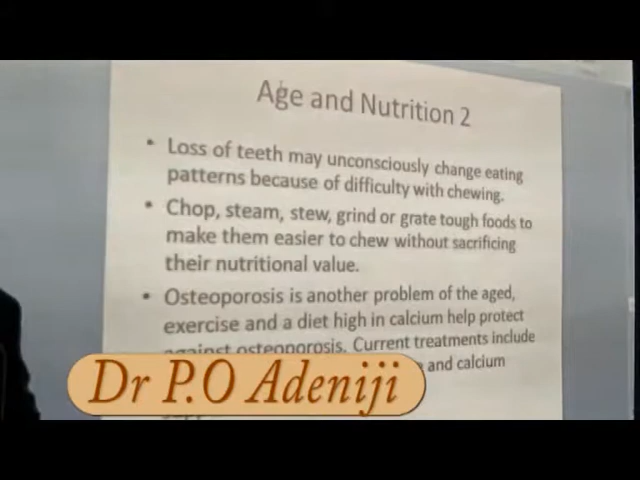 Age and Nutrition 2
• Loss of teeth may unconsciously change eating
patterns because of difficulty with chewing.
• Chop, steam, stew, grind or grate tough foods to
make them easier to chew without sacrificing
their nutritional value.
• Osteoporosis is another problem of the aged,
exercise and a diet high in calcium help protect
against osteoporosis. Current treatments include
and calcium
Dr P.O Adeniji